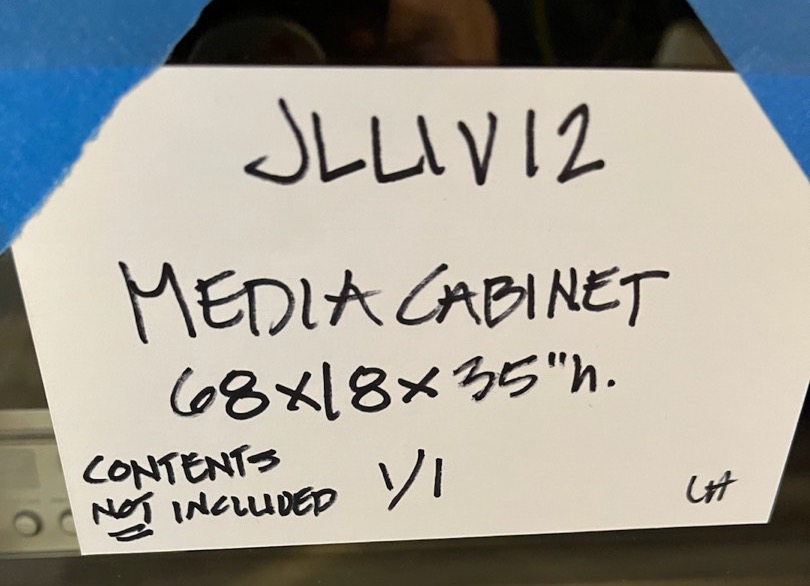 JLLIV12
MEDIA CABINET
68x18x35"h.
CONTENTS
NOT INCLUDED
1/1
LH